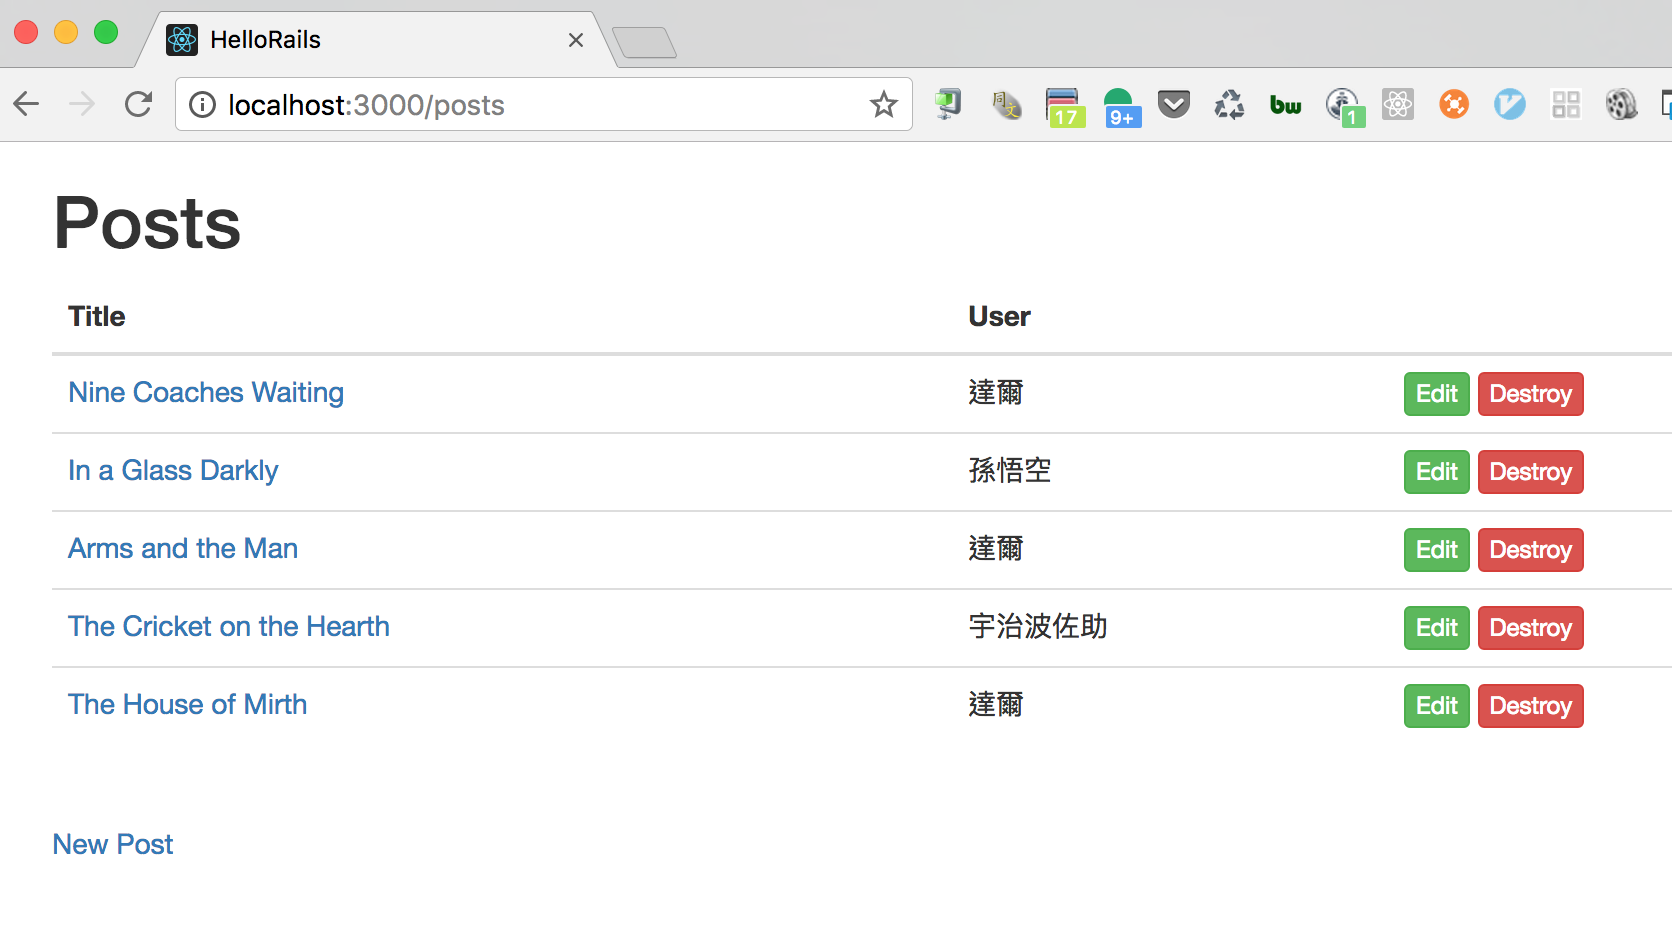 HelloRails
localhost:3000/posts
同 文
17
9+
bw
1
Posts
Title User
Nine Coaches Waiting 達爾 Edit Destroy
In a Glass Darkly 孫悟空 Edit Destroy
Arms and the Man 達爾 Edit Destroy
The Cricket on the Hearth 宇治波佐助 Edit Destroy
The House of Mirth 達爾 Edit Destroy
New Post